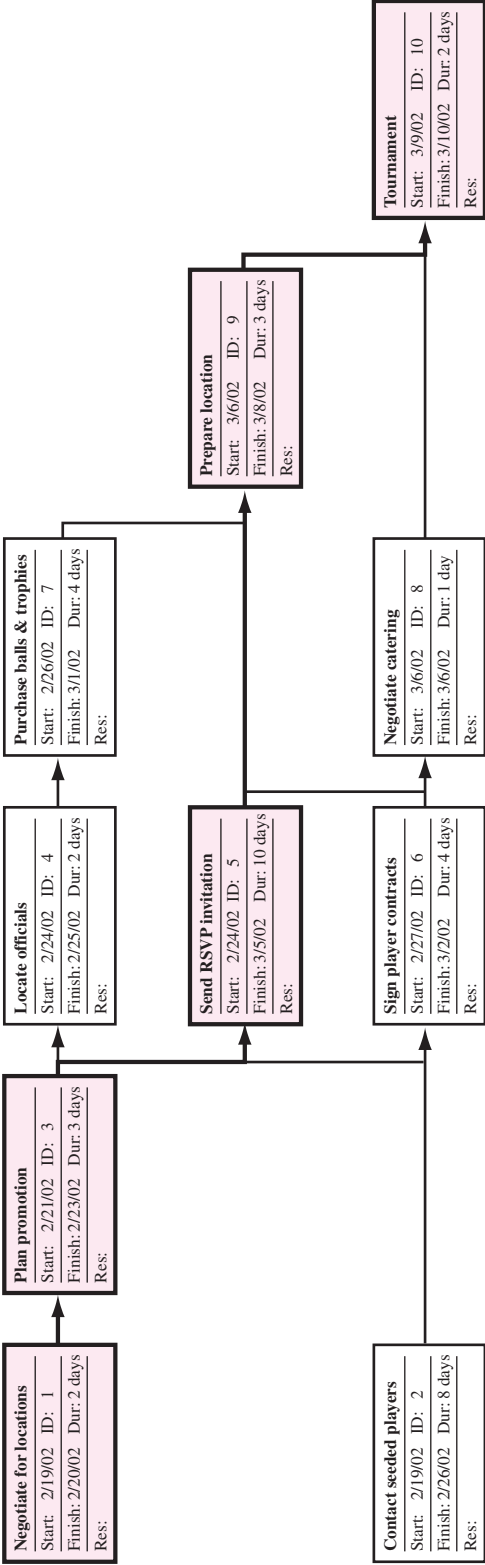 Negotiate for locations
Start: 2/19/02 ID: 1
Finish: 2/20/02 Dur: 2 days
Res:
Plan promotion
Start: 2/21/02 ID: 3
Finish: 2/23/02 Dur: 3 days
Res:
Locate officials
Start: 2/24/02 ID: 4
Finish: 2/25/02 Dur: 2 days
Res:
Purchase balls & trophies
Start: 2/26/02 ID: 7
Finish: 3/1/02 Dur: 4 days
Res:
Send RSVP invitation
Start: 2/24/02 ID: 5
Finish: 3/5/02 Dur: 10 days
Res:
Prepare location
Start: 3/6/02 ID: 9
Finish: 3/8/02 Dur: 3 days
Res:
Contact seeded players
Start: 2/19/02 ID: 2
Finish: 2/26/02 Dur: 8 days
Res:
Sign player contracts
Start: 2/27/02 ID: 6
Finish: 3/2/02 Dur: 4 days
Res:
Negotiate catering
Start: 3/6/02 ID: 8
Finish: 3/6/02 Dur: 1 day
Res:
Tournament
Start: 3/9/02 ID: 10
Finish: 3/10/02 Dur: 2 days
Res: